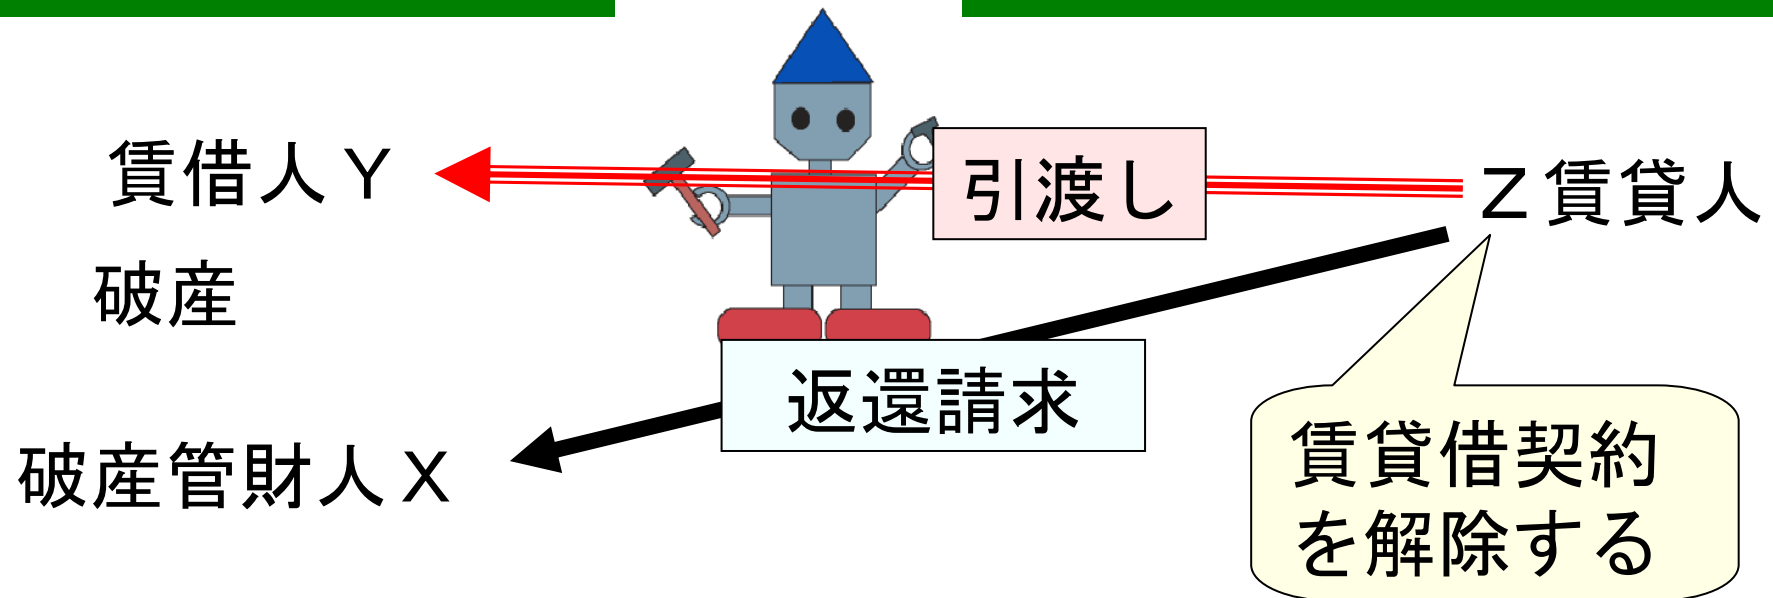 賃借人Y
引渡し
Z賃貸人
破産
返還請求
破産管財人X
賃貸借契約
を解除する